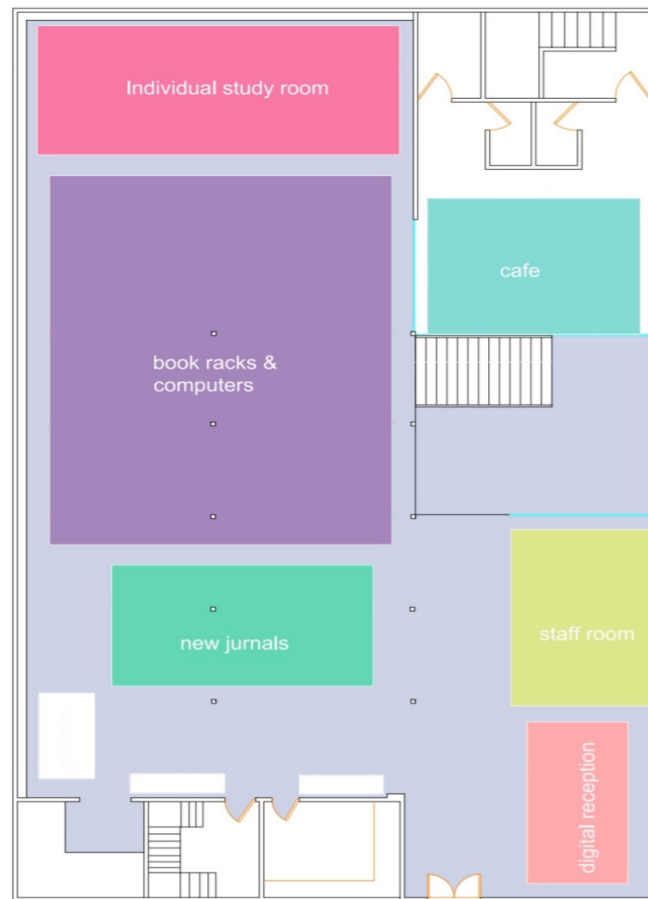 Individual study room
cafe
book racks &
computers
new jurnals
staff room
digital reception